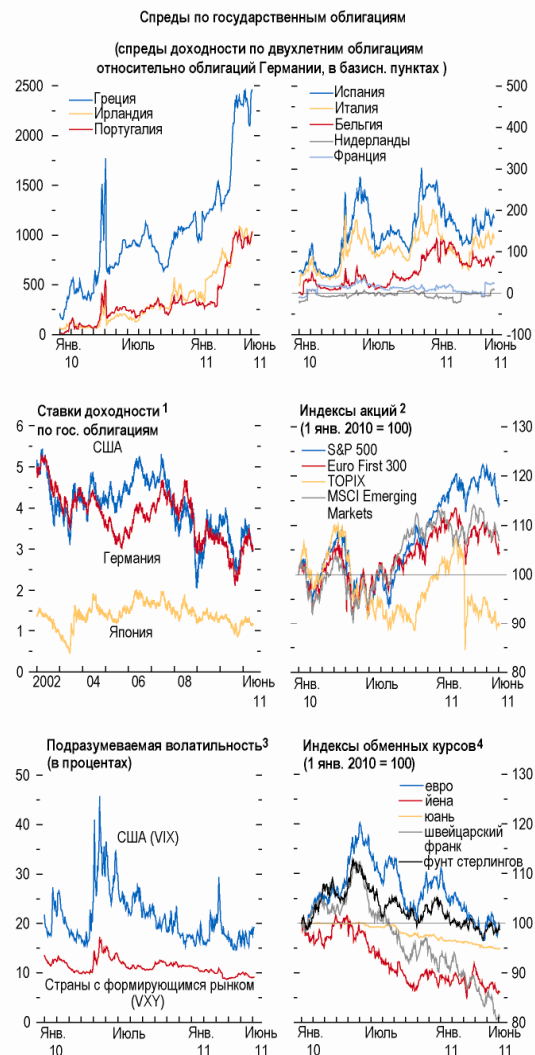 Спреды по государственным облигациям
(спреды доходности по двухлетним облигациям
относительно облигаций Германии, в базисн. пунктах )
2500
2000
1500
1000
500
0
Греция
Ирландия
Португалия
Янв.
10
Июль
Янв.
11
Июнь
11
500
400
300
200
100
0
-100
Испания
Италия
Бельгия
Нидерланды
Франция
Янв.
10
Июль
Янв.
11
Июнь
11
Ставки доходности 1
по гос. облигациям
6
5
4
3
2
1
0
США
Германия
Япония
2002
04
06
08
Июнь
11
Индексы акций 2
(1 янв. 2010 = 100)
S&P 500
Euro First 300
TOPIX
MSCI Emerging
Markets
130
120
110
100
90
80
Янв.
10
Июль
Янв.
11
Июнь
11
Подразумеваемая волатильность3
(в процентах)
50
40
30
20
10
0
США (VIX)
Страны с формирующимся рынком
(VXY)
Янв.
10
Июль
Янв.
11
Июнь
11
Индексы обменных курсов4
(1 янв. 2010 = 100)
евро
йена
юань
швейцарский
франк
фунт стерлингов
130
120
110
100
90
80
Янв.
10
Июль
Янв.
11
Июнь
11